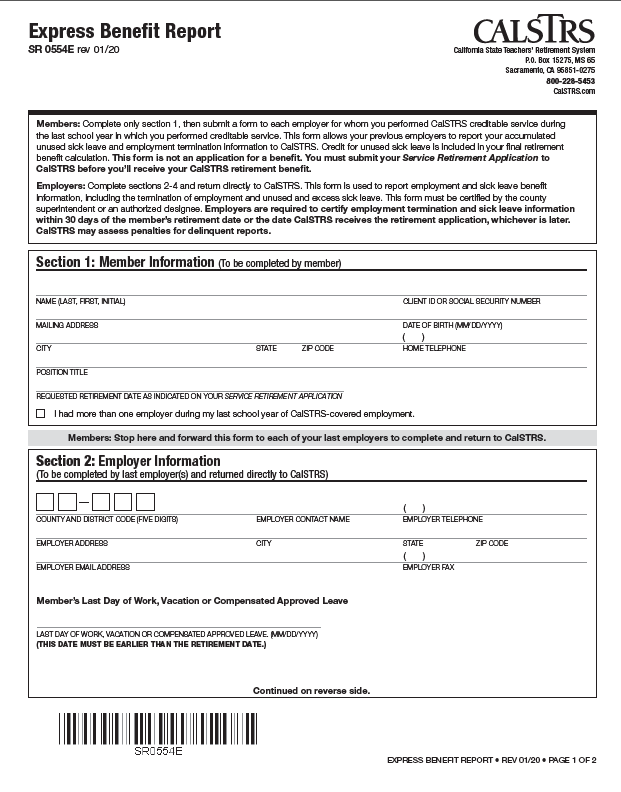 Express Benefit Report
SR 0554E rev 01/20
CALSTRS
California State Teachers' Retirement System
P.O. Box 15275, MS 65
Sacramento, CA 95851-0275
800-228-5453
CalSTRS.com
Members: Complete only section 1, then submit a form to each employer for whom you performed CalSTRS creditable service during
the last school year in which you performed creditable service. This form allows your previous employers to report your accumulated
unused sick leave and employment termination information to CalSTRS. Credit for unused sick leave is included in your final retirement
benefit calculation. This form is not an application for a benefit. You must submit your Service Retirement Application to
CalSTRS before you'll receive your CalSTRS retirement benefit.
Employers: Complete sections 2-4 and return directly to CalSTRS. This form is used to report employment and sick leave benefit
information, including the termination of employment and unused and excess sick leave. This form must be certified by the county
superintendent or an authorized designee. Employers are required to certify employment termination and sick leave information
within 30 days of the member's retirement date or the date CalSTRS receives the retirement application, whichever is later.
CalSTRS may assess penalties for delinquent reports.
Section 1: Member Information (To be completed by member)
NAME (LAST, FIRST, INITIAL) CLIENT ID OR SOCIAL SECURITY NUMBER
MAILING ADDRESS DATE OF BIRTH (MM/DD/YYYY)
( )
CITY STATE ZIP CODE HOME TELEPHONE
POSITION TITLE
REQUESTED RETIREMENT DATE AS INDICATED ON YOUR SERVICE RETIREMENT APPLICATION
I had more than one employer during my last school year of CalSTRS-covered employment.
Members: Stop here and forward this form to each of your last employers to complete and return to CalSTRS.
Section 2: Employer Information
(To be completed by last employer(s) and returned directly to CalSTRS)
– ( )
COUNTY AND DISTRICT CODE (FIVE DIGITS) EMPLOYER CONTACT NAME EMPLOYER TELEPHONE
EMPLOYER ADDRESS CITY STATE ZIP CODE
( )
EMPLOYER EMAIL ADDRESS EMPLOYER FAX
Member's Last Day of Work, Vacation or Compensated Approved Leave
LAST DAY OF WORK, VACATION OR COMPENSATED APPROVED LEAVE. (MM/DD/YYYY)
(THIS DATE MUST BE EARLIER THAN THE RETIREMENT DATE.)
Continued on reverse side.
SR0554E
EXPRESS BENEFIT REPORT • REV 01/20 • PAGE 1 OF 2